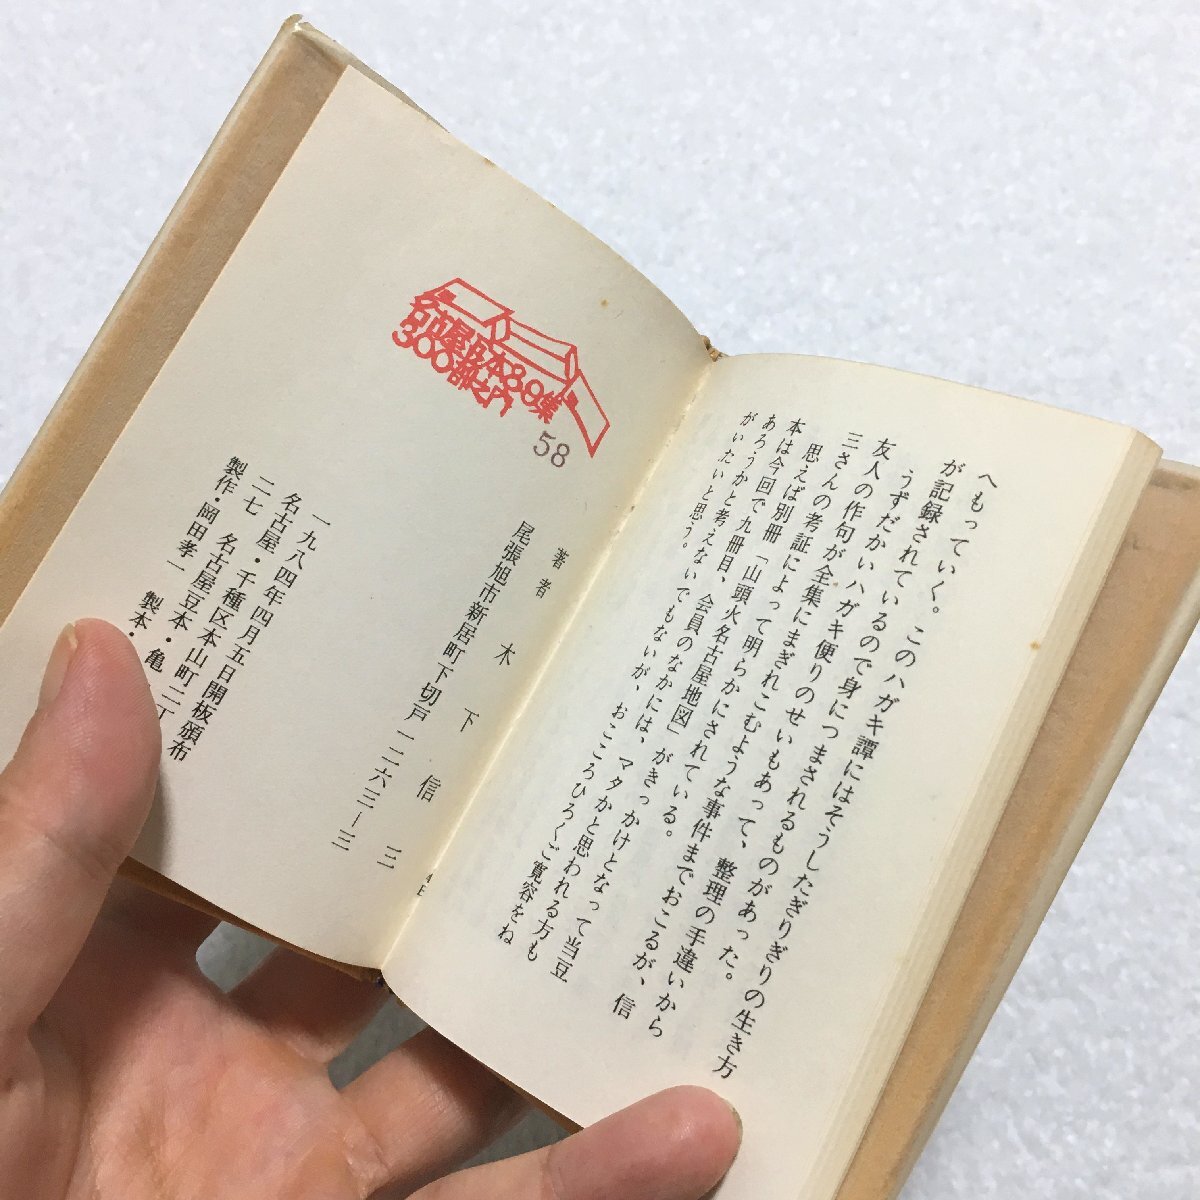 へもっていく。このハガキ譚にはそうしたぎりぎりの生き方
が記録されているので身につまされるものがあった。
うずだかいハガキ便りのせいもあって、整理の手違いから
友人の作句が全集にまぎれこむような事件までおこるが、信
三さんの考証によって明らかにされている。
思えば別冊「山頭火名古屋地図」がきっかけとなって当豆
本は今回で九冊目、会員のなかには、マタかと思われる方も
あろうかと考えないでもないが、おこころひろくご寛容をね
がいたいと思う。
名古屋豆本89集
300部之内
58
著者 木下信三
尾張旭市新居町下切戸一二六三ー三
一九八四年四月五日開板頒布
名古屋・千種区本山町二丁
二七 名古屋豆本・亀
製作・岡田孝一 製本・